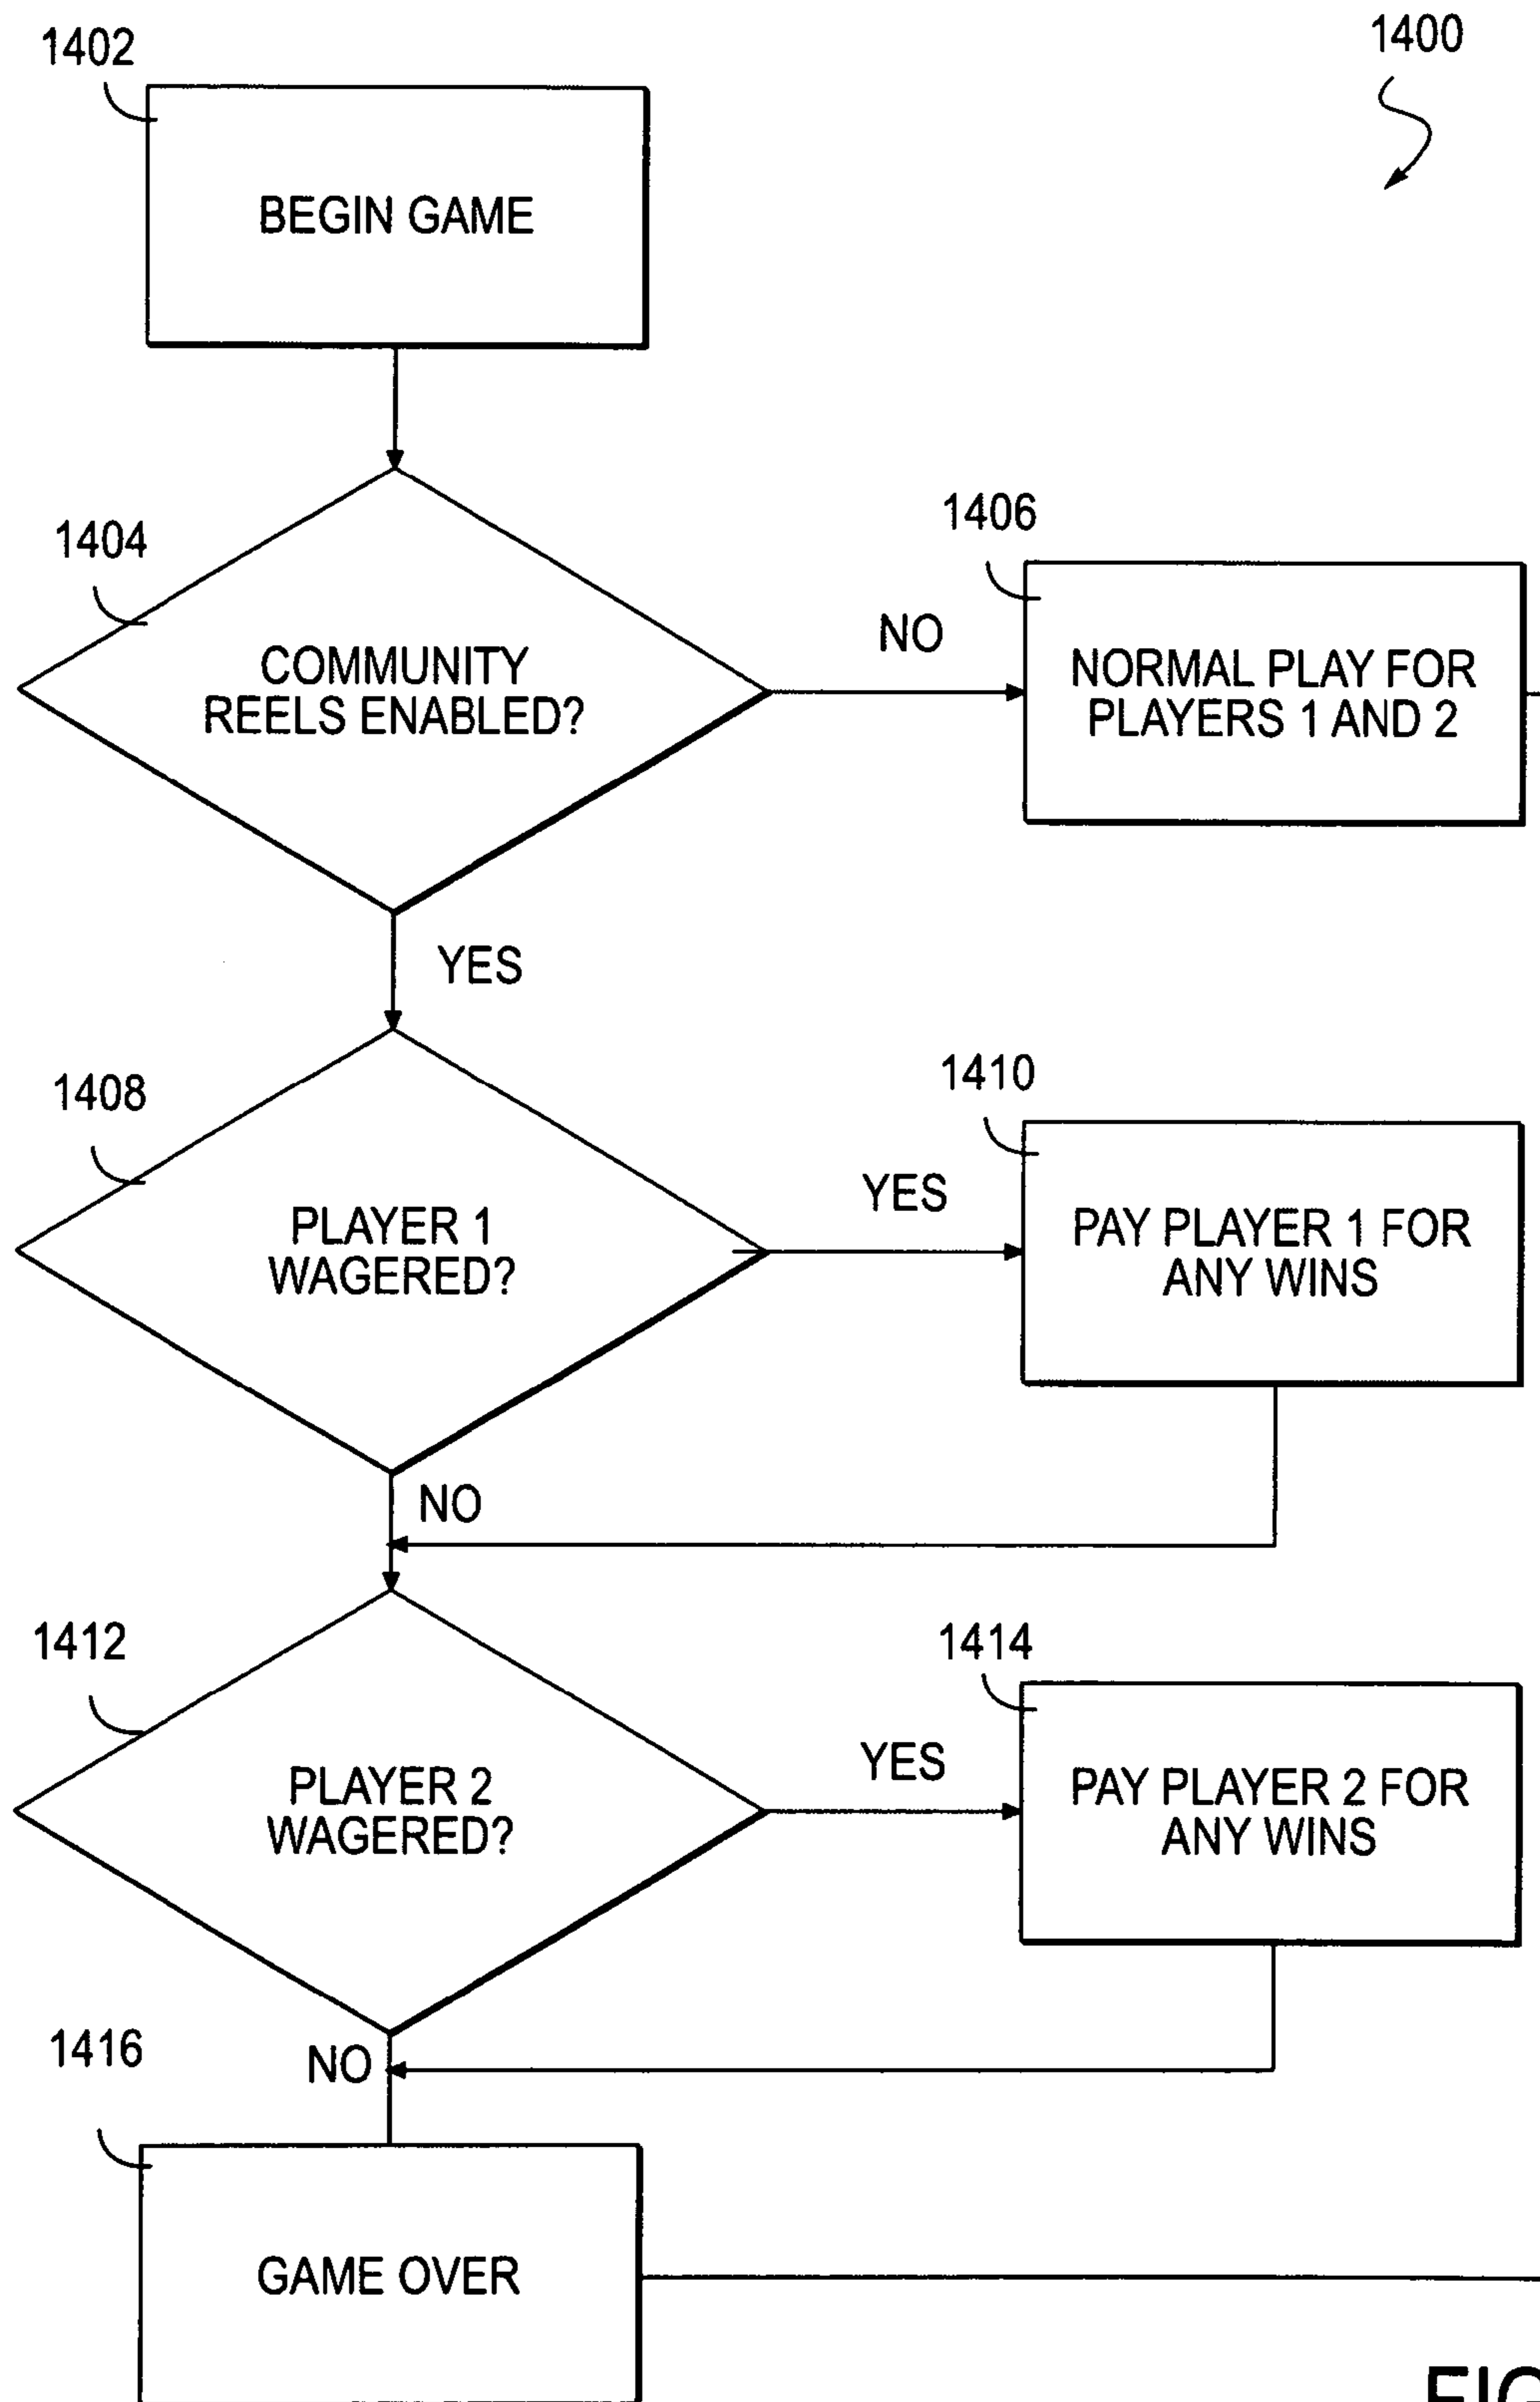 1402
1400
BEGIN GAME
1404
COMMUNITY
REELS ENABLED?
NO
1406
NORMAL PLAY FOR
PLAYERS 1 AND 2
YES
1408
PLAYER 1
WAGERED?
YES
1410
PAY PLAYER 1 FOR
ANY WINS
NO
1412
PLAYER 2
WAGERED?
YES
1414
PAY PLAYER 2 FOR
ANY WINS
NO
1416
GAME OVER